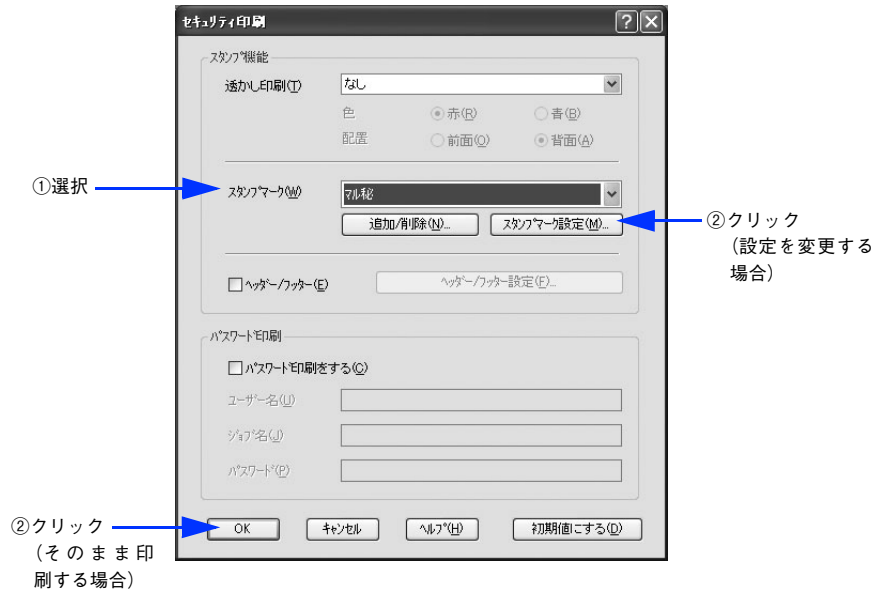 セキュリティ印刷
スタンプ機能
透かし印刷(T)
なし
色
赤(R)
青(B)
配置
前面(O)
背面(A)
①選択
スタンプマーク(W)
マル秘
追加/削除(N)...
スタンプマーク設定(M)...
②クリック
(設定を変更する
場合)
ヘッダー/フッター(E)
ヘッダー/フッター設定(F)...
パスワード印刷
パスワード印刷をする(C)
ユーザー名(U)
ジョブ名(J)
パスワード(P)
②クリック
(そのまま印
刷する場合)
OK
キャンセル
ヘルプ(H)
初期値にする(D)